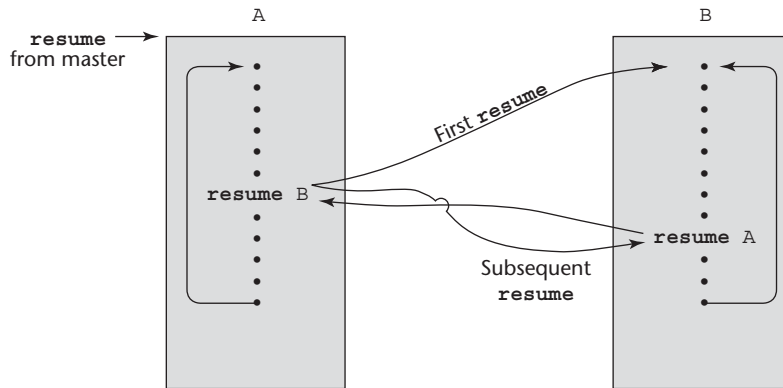 A
B
resume
from master
First resume
resume B
resume A
Subsequent
resume